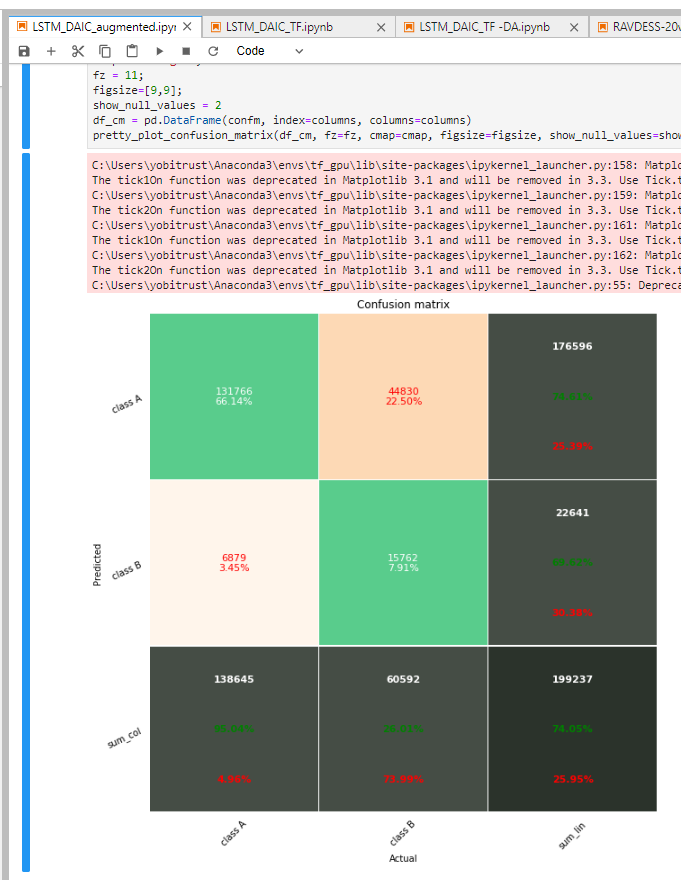 LSTM_DAIC_augmented.ipyr
LSTM_DAIC_TF.ipynb
LSTM_DAIC_TF -DA.ipynb
RAVDESS-20
Code
fz = 11;
figsize=[9,9];
show_null_values = 2
df_cm = pd.DataFrame(confm, index=columns, columns=columns)
pretty_plot_confusion_matrix(df_cm, fz=fz, cmap=cmap, figsize=figsize, show_null_values=show
C:\Users\yobitrust\Anaconda3\envs\tf_gpu\lib\site-packages\ipykernel_launcher.py:158: Matplo
The tick1On function was deprecated in Matplotlib 3.1 and will be removed in 3.3. Use Tick.t
C:\Users\yobitrust\Anaconda3\envs\tf_gpu\lib\site-packages\ipykernel_launcher.py:159: Matplo
The tick2On function was deprecated in Matplotlib 3.1 and will be removed in 3.3. Use Tick.t
C:\Users\yobitrust\Anaconda3\envs\tf_gpu\lib\site-packages\ipykernel_launcher.py:161: Matplo
The tick1On function was deprecated in Matplotlib 3.1 and will be removed in 3.3. Use Tick.t
C:\Users\yobitrust\Anaconda3\envs\tf_gpu\lib\site-packages\ipykernel_launcher.py:162: Matplo
The tick2On function was deprecated in Matplotlib 3.1 and will be removed in 3.3. Use Tick.t
C:\Users\yobitrust\Anaconda3\envs\tf_gpu\lib\site-packages\ipykernel_launcher.py:55: Depreca
Confusion matrix
class A
131766
66.14%
44830
22.50%
176596
Predicted
class B
6879
3.45%
15762
7.91%
22641
sum_col
138645
4.96%
60592
73.99%
199237
74.05%
25.95%
class A
class B
sum_lin
Actual